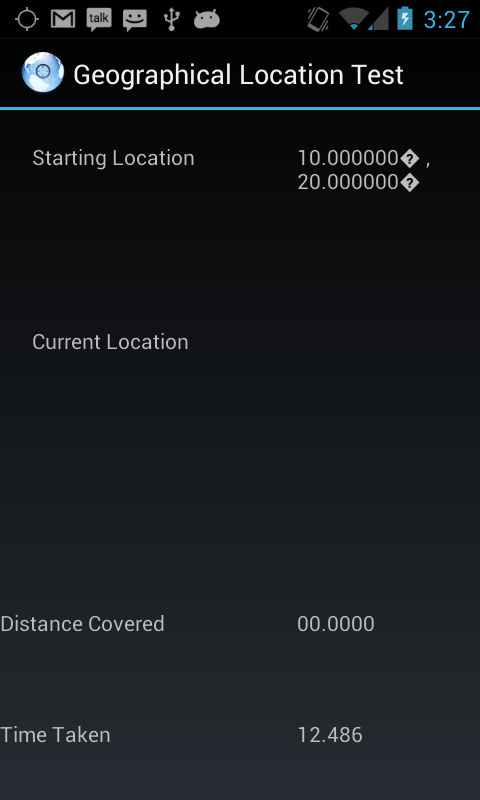 talk
3:27
Geographical Location Test
Starting Location
10.000000� ,
20.000000�
Current Location
Distance Covered
00.0000
Time Taken
12.486